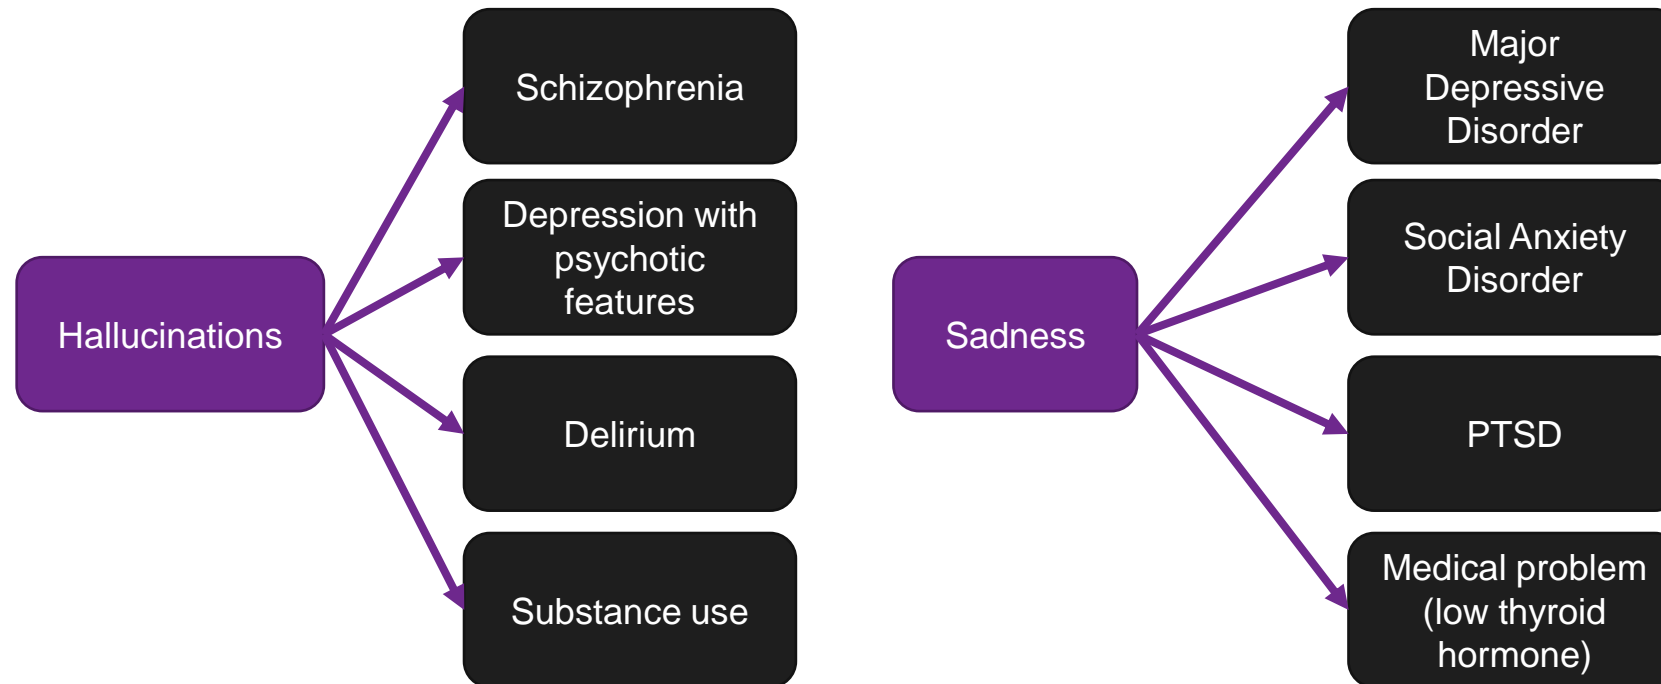 Hallucinations
Schizophrenia
Depression with
psychotic
features
Delirium
Substance use
Sadness
Major
Depressive
Disorder
Social Anxiety
Disorder
PTSD
Medical problem
(low thyroid
hormone)